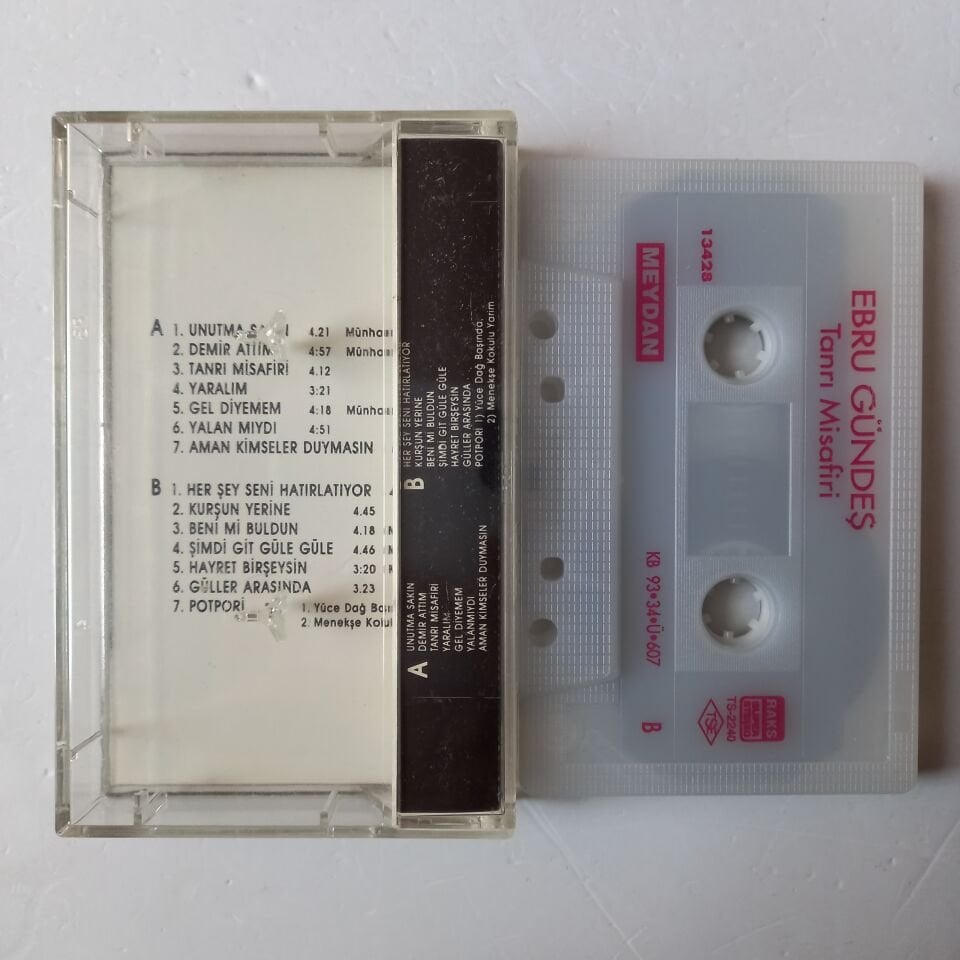 A 1. UNUTMA 4.21
2. DEMİR ATTIM 4:57
3. TANRI MİSAFİRİ 4.12
4. YARALIM 3:21
5. GEL DİYEMEM 4:18
6. YALAN MIYDI 4:51
7. AMAN KİMSELER DUYMASIN
B 1. HER ŞEY SENİ HATIRLATIYOR
2. KURŞUN YERİNE 4.45
3. BENİ Mİ BULDUN 4.18
4. ŞİMDİ GİT GÜLE GÜLE 4.46
5. HAYRET BİRŞEYSİN 3:20
6. GÜLLER ARASINDA 3.23
7. POTPORİ 1. Yüce Dağ
2. Menekşe
A
UNUTMA SAKIN
DEMİR ATTIM
TANRI MİSAFİRİ
YARALIM
GEL DİYEMEM
YALANMIYDI
AMAN KİMSELER DUYMASIN
B
HER ŞEY SENİ HATIRLATIYOR
KURŞUN YERİNE
BENİ Mİ BULDUN
ŞİMDİ GİT GÜLE GÜLE
HAYRET BİRŞEYSİN
GÜLLER ARASINDA
POTPORİ 1) Yüce Dağ Başında,
2) Menekşe Kokulu Yarim
EBRU GÜNDEŞ
Tanrı Misafiri
13428
MEYDAN
KB 93•34•Ü•607
B
RAKS
TS-2240
TSE